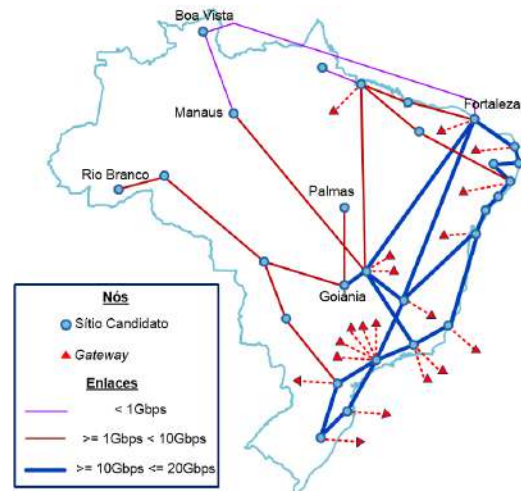 Boa Vista
Fortaleza
Manaus
Rio Branco
Palmas
Goiânia
Nós
Sítio Candidato
Gateway
Enlaces
< 1Gbps
>= 1Gbps < 10Gbps
>= 10Gbps <= 20Gbps